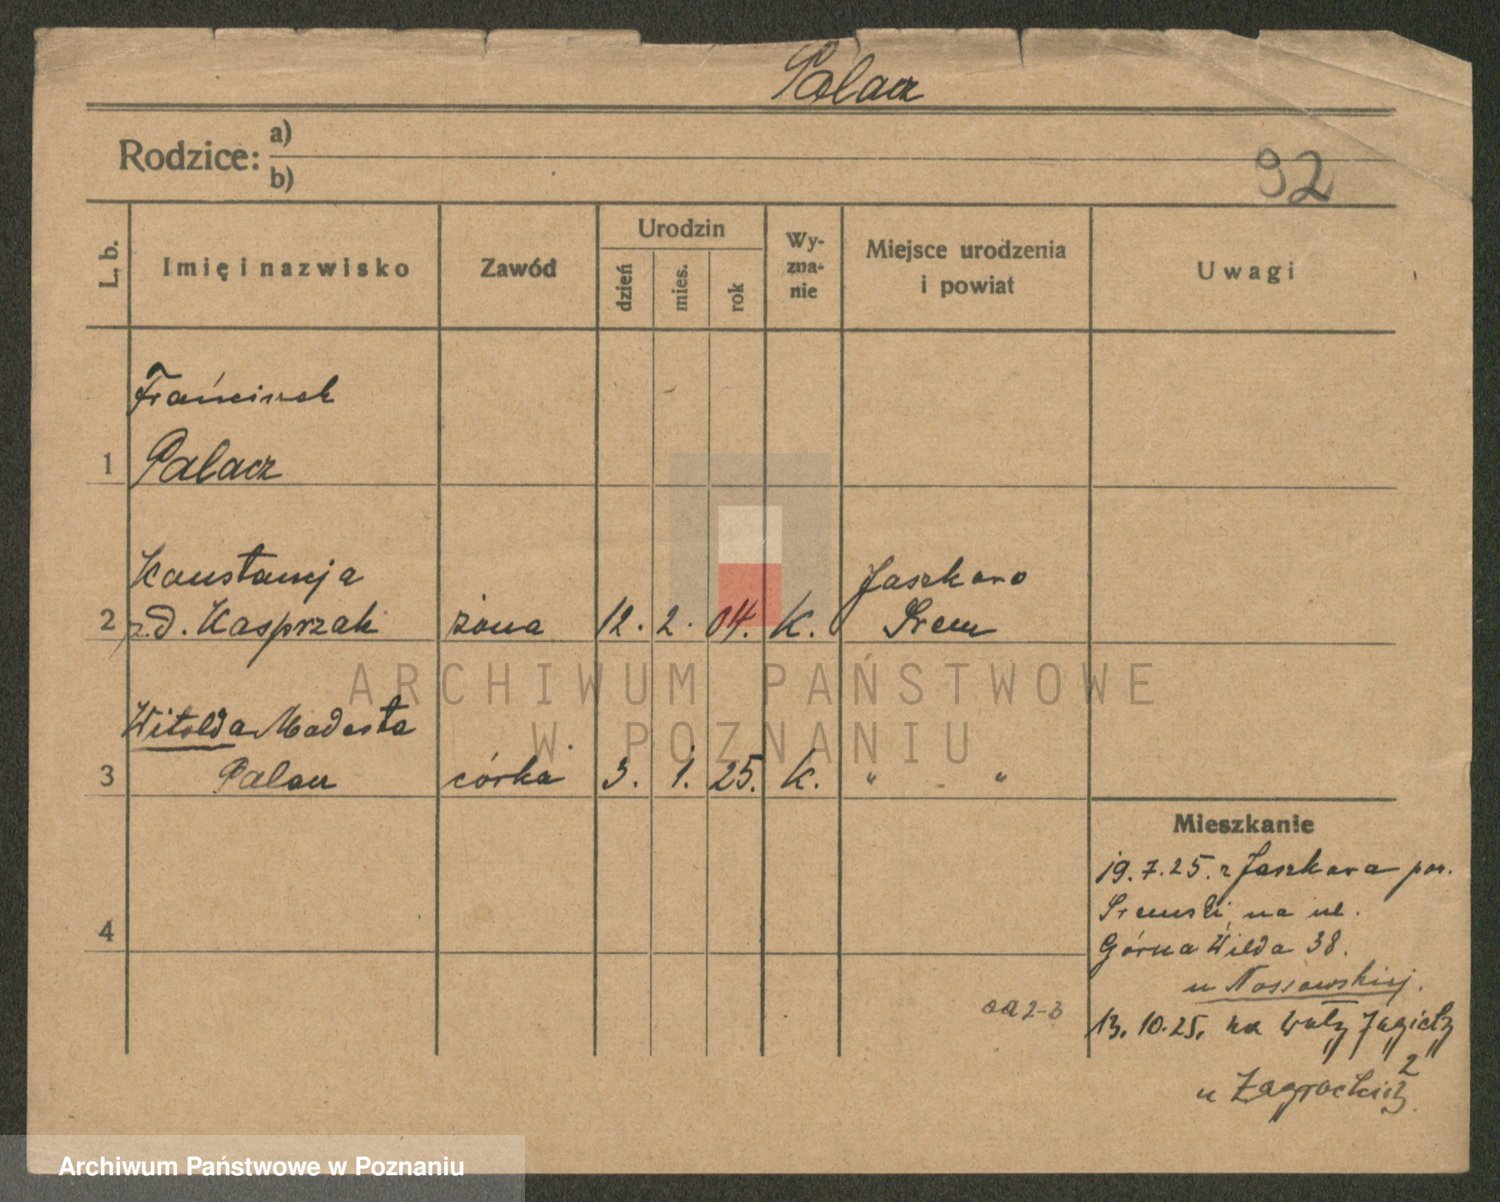 Palacz
Rodzice: a)
b)
92
L. b.
Imię i nazwisko
Zawód
Urodzin
dzień
mies.
rok
Wy-
zna-
nie
Miejsce urodzenia
i powiat
Uwagi
Franciszek
1 Palacz
Konstancja
2 z d. Kasprzak żona 12. 2. 04. K. Jaszkowo
Śrem
Witolda Modesta
3 Palacz córka 3. 1. 25. k. " "
Mieszkanie
19.7.25. z Jaszkowa pow.
Śremski, na ul.
4
Górna Wilda 38.
u Nossowskiej.
13.10.25. na Wały Jagiełły
2
u Zagrockiej
ARCHIWUM PAŃSTWOWE
W POZNANIU
Archiwum Państwowe w Poznaniu